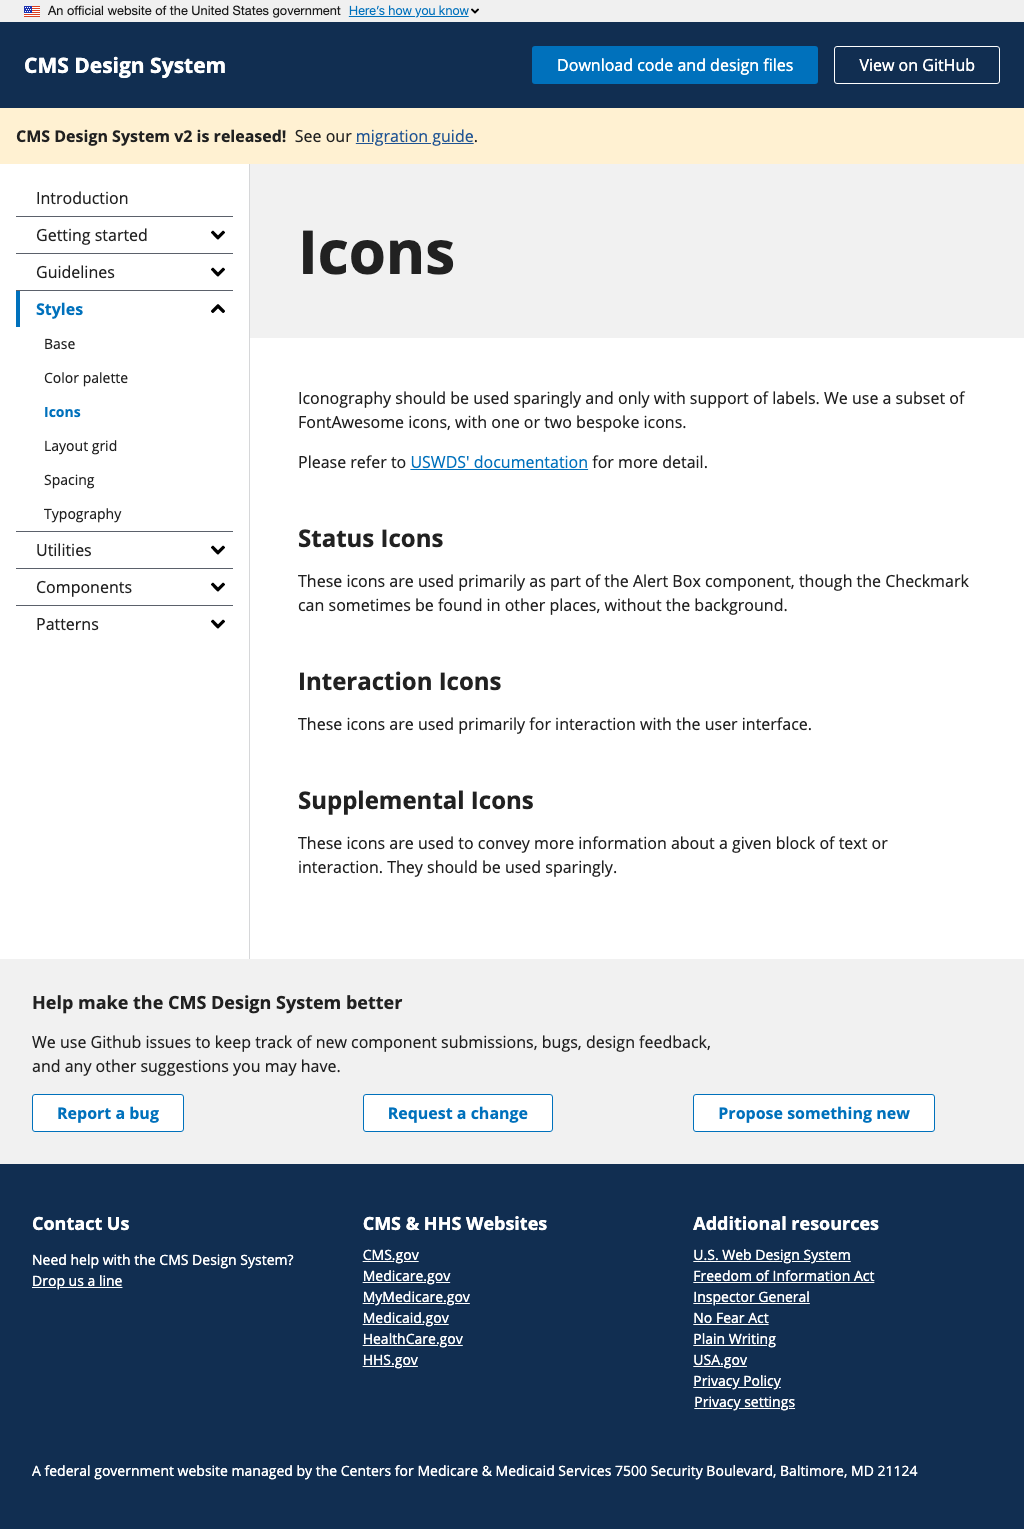 An official website of the United States government Here's how you know
CMS Design System
Download code and design files
View on GitHub
CMS Design System v2 is released! See our migration guide.
Introduction
Getting started
Guidelines
Styles
Base
Color palette
Icons
Layout grid
Spacing
Typography
Utilities
Components
Patterns
Icons
Iconography should be used sparingly and only with support of labels. We use a subset of
FontAwesome icons, with one or two bespoke icons.
Please refer to USWDS' documentation for more detail.
Status Icons
These icons are used primarily as part of the Alert Box component, though the Checkmark
can sometimes be found in other places, without the background.
Interaction Icons
These icons are used primarily for interaction with the user interface.
Supplemental Icons
These icons are used to convey more information about a given block of text or
interaction. They should be used sparingly.
Help make the CMS Design System better
We use Github issues to keep track of new component submissions, bugs, design feedback,
and any other suggestions you may have.
Report a bug
Request a change
Propose something new
Contact Us
Need help with the CMS Design System?
Drop us a line
CMS & HHS Websites
CMS.gov
Medicare.gov
MyMedicare.gov
Medicaid.gov
HealthCare.gov
HHS.gov
Additional resources
U.S. Web Design System
Freedom of Information Act
Inspector General
No Fear Act
Plain Writing
USA.gov
Privacy Policy
Privacy settings
A federal government website managed by the Centers for Medicare & Medicaid Services 7500 Security Boulevard, Baltimore, MD 21124